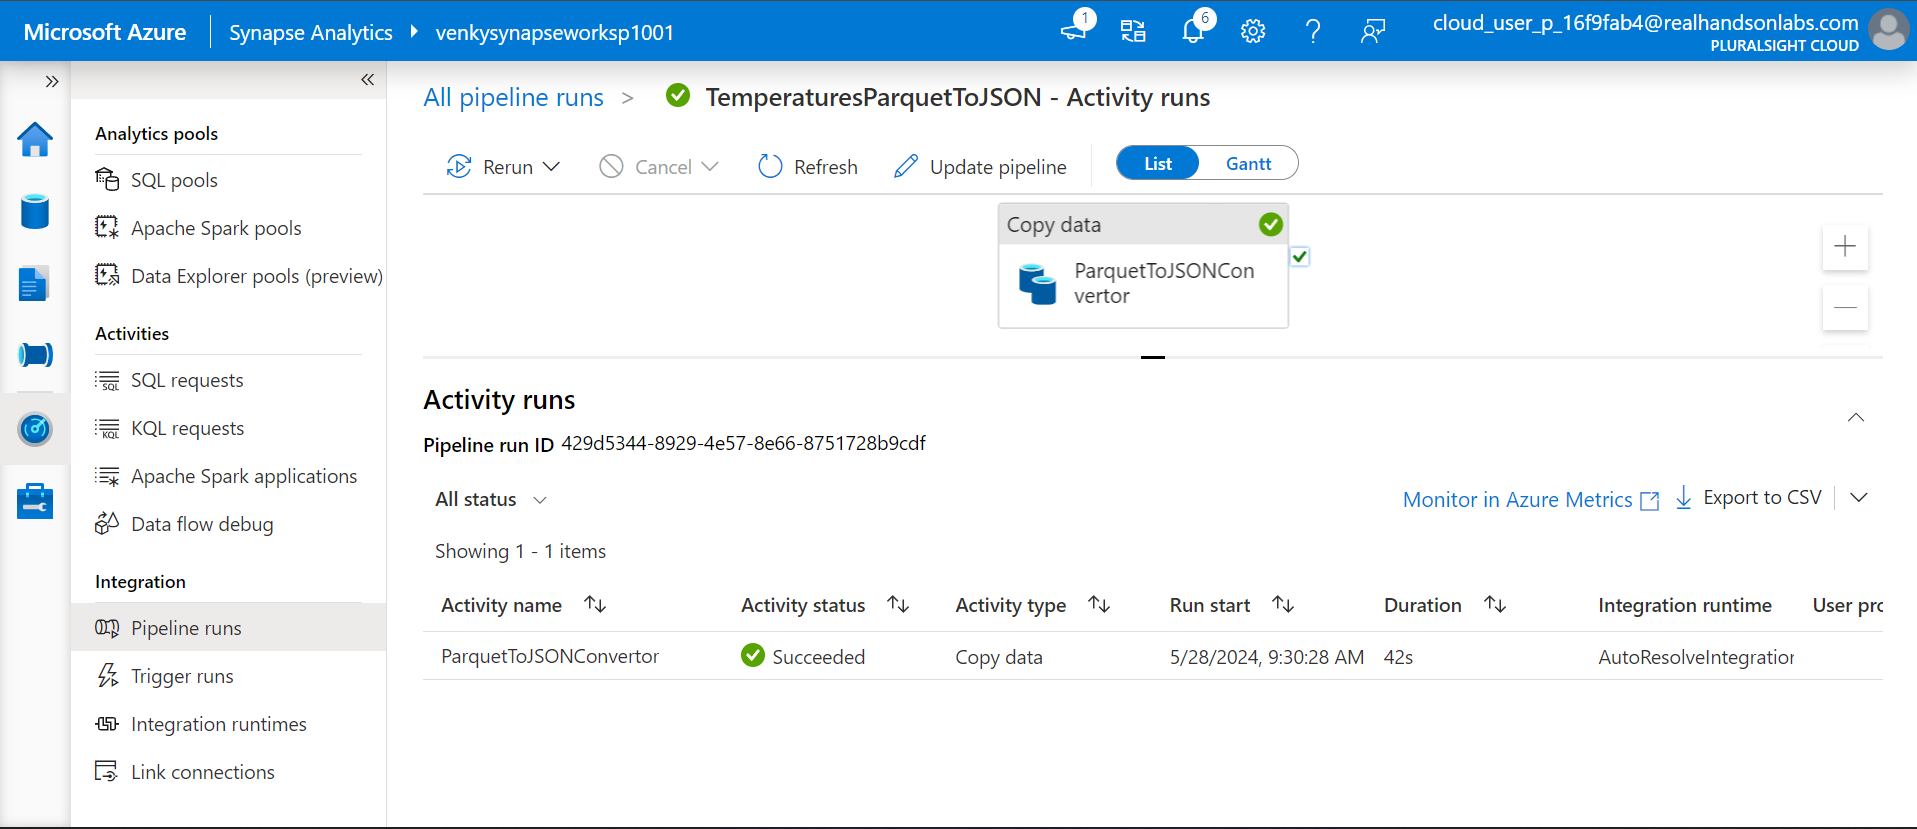 Microsoft Azure
Synapse Analytics
venkysynapseworksp1001
1
6
cloud_user_p_16f9fab4@realhandsonlabs.com
PLURALSIGHT CLOUD
Analytics pools
SQL pools
Apache Spark pools
Data Explorer pools (preview)
Activities
SQL requests
KQL requests
Apache Spark applications
Data flow debug
Integration
Pipeline runs
Trigger runs
Integration runtimes
Link connections
All pipeline runs > TemperaturesParquetToJSON - Activity runs
Rerun Cancel Refresh Update pipeline List Gantt
Copy data
ParquetToJSONCon
vertor
Activity runs
Pipeline run ID 429d5344-8929-4e57-8e66-8751728b9cdf
All status
Monitor in Azure Metrics Export to CSV
Showing 1 - 1 items
Activity name Activity status Activity type Run start Duration Integration runtime User pro
ParquetToJSONConvertor Succeeded Copy data 5/28/2024, 9:30:28 AM 42s AutoResolveIntegration